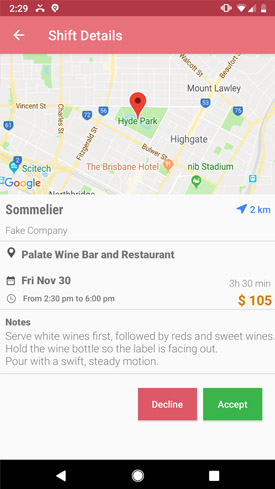 2:29
Shift Details
Walcott St
Beaufort St
Mount Lawley
Vincent St
Charles St
53
53
72
Hyde Park
Fitzgerald St
56
Highgate
Bulwer St
2
Scitech
The Brisbane Hotel
nib Stadium
Google
Northbridge
Sommelier
2 km
Fake Company
Palate Wine Bar and Restaurant
Fri Nov 30
3h 30 min
From 2:30 pm to 6:00 pm
$ 105
Notes
Serve white wines first, followed by reds and sweet wines.
Hold the wine bottle so the label is facing out.
Pour with a swift, steady motion.
Decline
Accept